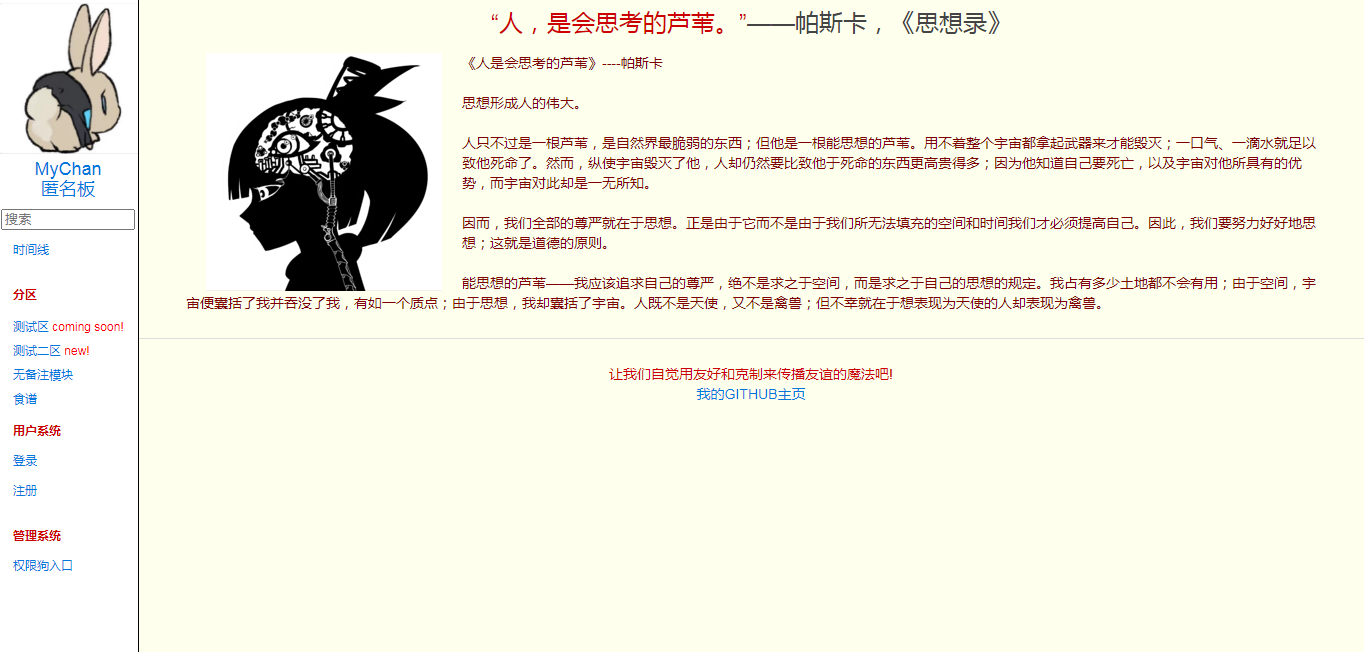 MyChan
匿名板
搜索
时间线
分区
测试区 coming soon!
测试二区 new!
无备注模块
食谱
用户系统
登录
注册
管理系统
权限狗入口
“人，是会思考的芦苇。”——帕斯卡，《思想录》
《人是会思考的芦苇》----帕斯卡
思想形成人的伟大。
人只不过是一根芦苇，是自然界最脆弱的东西；但他是一根能思想的芦苇。用不着整个宇宙都拿起武器来才能毁灭；一口气、一滴水就足以
致他死命了。然而，纵使宇宙毁灭了他，人却仍然要比致他于死命的东西更高贵得多；因为他知道自己要死亡，以及宇宙对他所具有的优
势，而宇宙对此却是一无所知。
因而，我们全部的尊严就在于思想。正是由于它而不是由于我们所无法填充的空间和时间我们才必须提高自己。因此，我们要努力好好地思
想；这就是道德的原则。
能思想的芦苇——我应该追求自己的尊严，绝不是求之于空间，而是求之于自己的思想的规定。我占有多少土地都不会有用；由于空间，宇
宙便囊括了我并吞没了我，有如一个质点；由于思想，我却囊括了宇宙。人既不是天使，又不是禽兽；但不幸就在于想表现为天使的人却表现为禽兽。
让我们自觉用友好和克制来传播友谊的魔法吧!
我的GITHUB主页